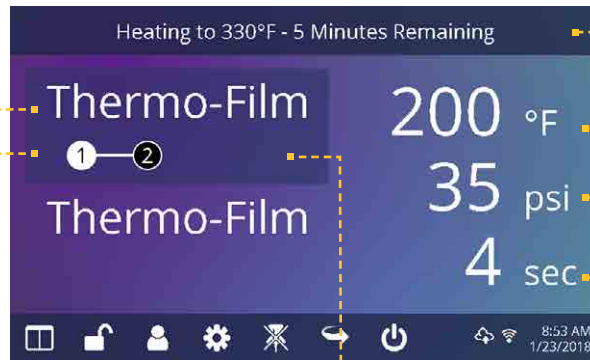 Heating to 330°F - 5 Minutes Remaining
Thermo-Film
1 2
Thermo-Film
200 °F
35 psi
4 sec
8:53 AM
1/23/2018